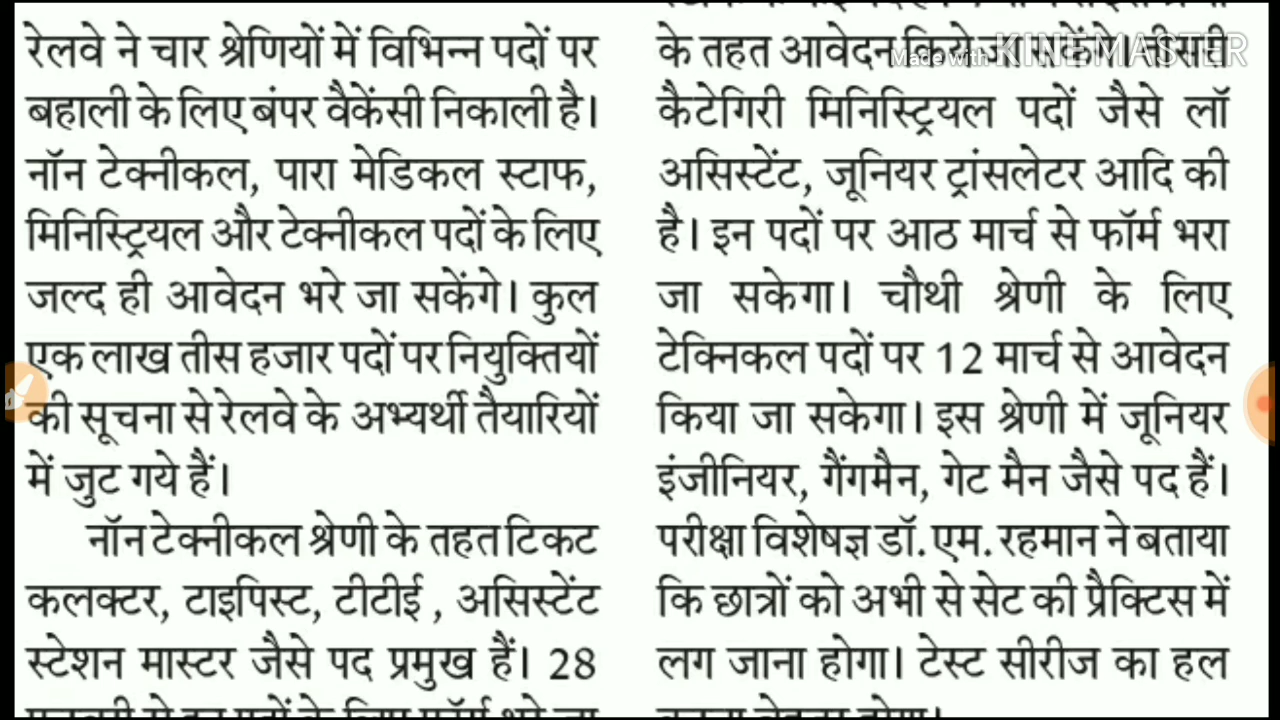 रेलवे ने चार श्रेणियों में विभिन्न पदों पर
बहाली के लिए बंपर वैकेंसी निकाली है।
नॉन टेक्नीकल, पारा मेडिकल स्टाफ,
मिनिस्ट्रियल और टेक्नीकल पदों के लिए
जल्द ही आवेदन भरे जा सकेंगे। कुल
एक लाख तीस हजार पदों पर नियुक्तियों
की सूचना से रेलवे के अभ्यर्थी तैयारियों
में जुट गये हैं।
नॉन टेक्नीकल श्रेणी के तहत टिकट
कलक्टर, टाइपिस्ट, टीटीई, असिस्टेंट
स्टेशन मास्टर जैसे पद प्रमुख हैं। 28
के तहत आवेदन किये जा सकेंगे। तीसरी
कैटेगिरी मिनिस्ट्रियल पदों जैसे लॉ
असिस्टेंट, जूनियर ट्रांसलेटर आदि की
है। इन पदों पर आठ मार्च से फॉर्म भरा
जा सकेगा। चौथी श्रेणी के लिए
टेक्निकल पदों पर 12 मार्च से आवेदन
किया जा सकेगा। इस श्रेणी में जूनियर
इंजीनियर, गैंगमैन, गेट मैन जैसे पद हैं।
परीक्षा विशेषज्ञ डॉ. एम. रहमान ने बताया
कि छात्रों को अभी से सेट की प्रैक्टिस में
लग जाना होगा। टेस्ट सीरीज का हल
Made with KINEMASTER